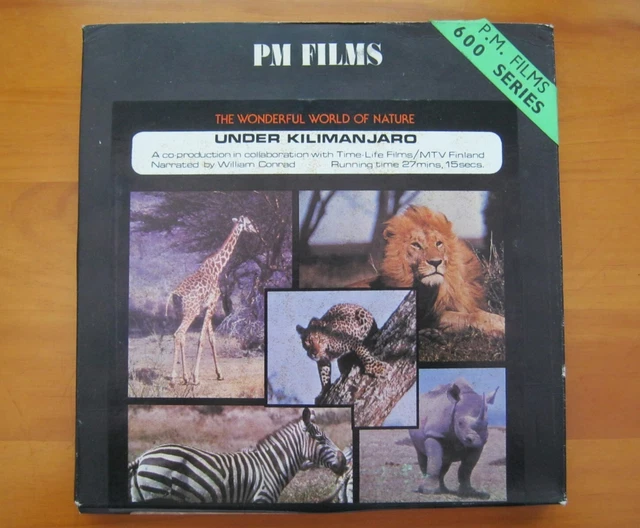 PM FILMS
P.M. FILMS
600 SERIES
THE WONDERFUL WORLD OF NATURE
UNDER KILIMANJARO
A co production in collaboration with Time-Life Films/MTV Finland
Narrated by William Conrad Running time 27mins, 15secs.